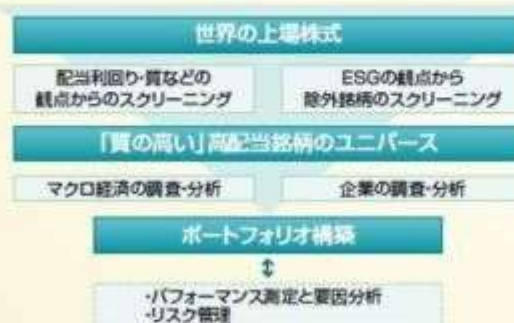 世界の上場株式
配当利回り・質などの
観点からのスクリーニング
ESGの観点から
除外銘柄のスクリーニング
「質の高い」高配当銘柄のユニバース
マクロ経済の調査・分析
企業の調査・分析
ポートフォリオ構築
↕
・パフォーマンス測定と要因分析
・リスク管理